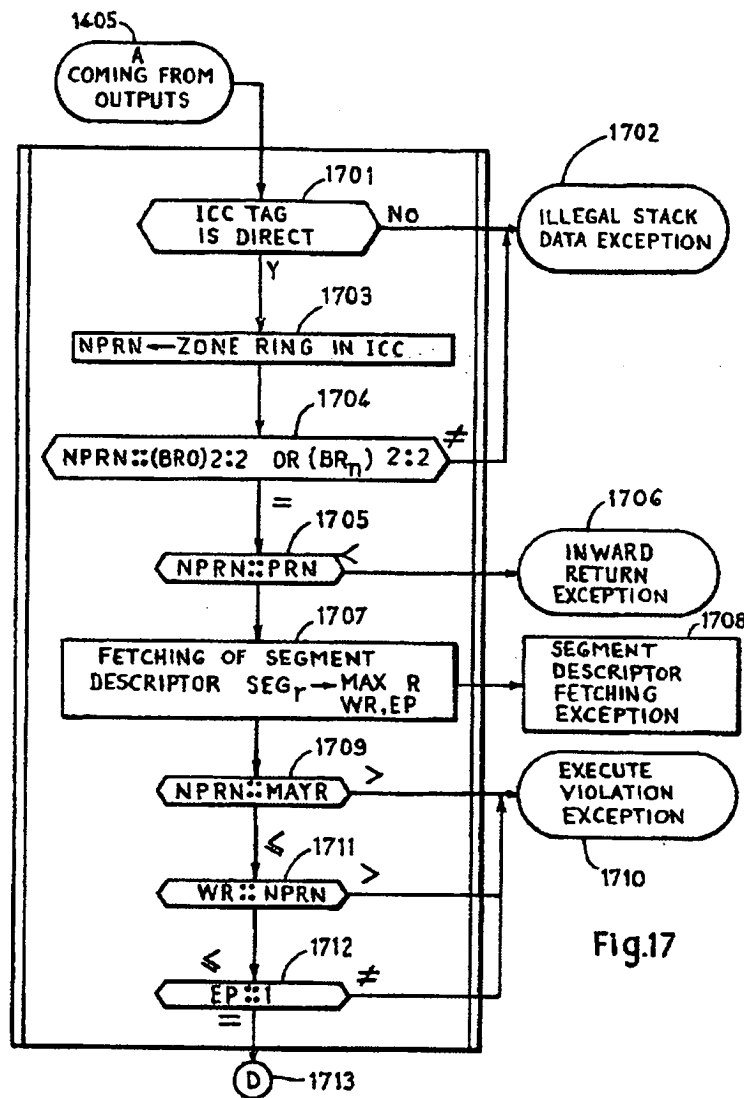 1405
A
COMING FROM
OUTPUTS
1702
ILLEGAL STACK
DATA EXCEPTION
1701
ICC TAG
IS DIRECT
No
Y
1703
NPRN ← ZONE RING IN ICC
1704
NPRN::(BRO)2:2 OR (BRn) 2:2
≠
=
1705
NPRN::PRN
<
1706
INWARD
RETURN
EXCEPTION
1707
FETCHING OF SEGMENT
DESCRIPTOR SEGr → MAX R
WR,EP
1708
SEGMENT
DESCRIPTOR
FETCHING
EXCEPTION
1709
NPRN::MAYR
>
≤
EXECUTE
VIOLATION
EXCEPTION
1710
1711
WR::NPRN
>
≤
1712
EP::1
≠
=
D
1713
Fig.17